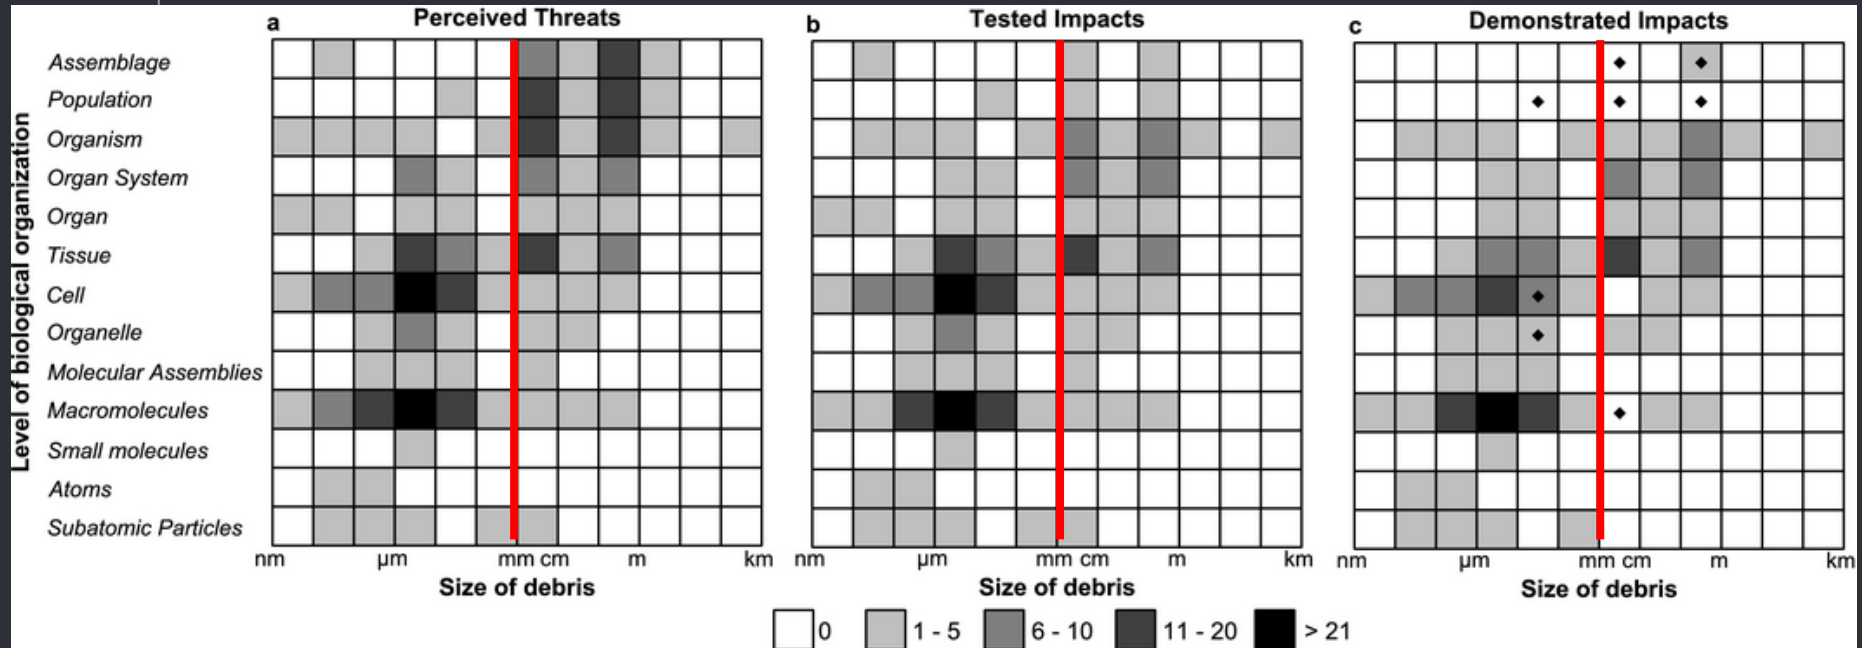 a Perceived Threats
b Tested Impacts
c Demonstrated Impacts
Level of biological organization
Assemblage
Population
Organism
Organ System
Organ
Tissue
Cell
Organelle
Molecular Assemblies
Macromolecules
Small molecules
Atoms
Subatomic Particles
nm µm mm cm m km
Size of debris
nm µm mm cm m km
Size of debris
nm µm mm cm m km
Size of debris
0 1 - 5 6 - 10 11 - 20 > 21